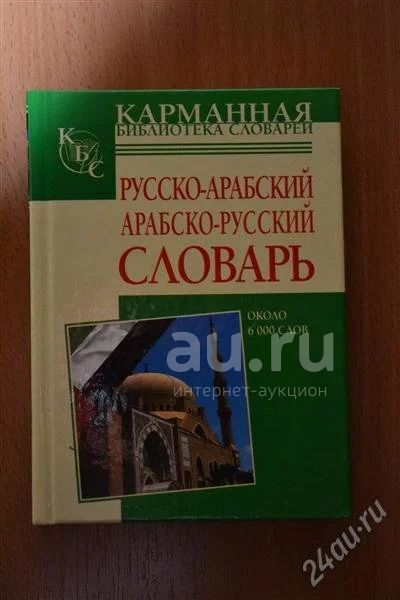 КАРМАННАЯ
БИБЛИОТЕКА СЛОВАРЕЙ
КБС
РУССКО-АРАБСКИЙ
АРАБСКО-РУССКИЙ
СЛОВАРЬ
ОКОЛО
6 000 СЛОВ
au.ru
интернет-аукцион
24au.ru